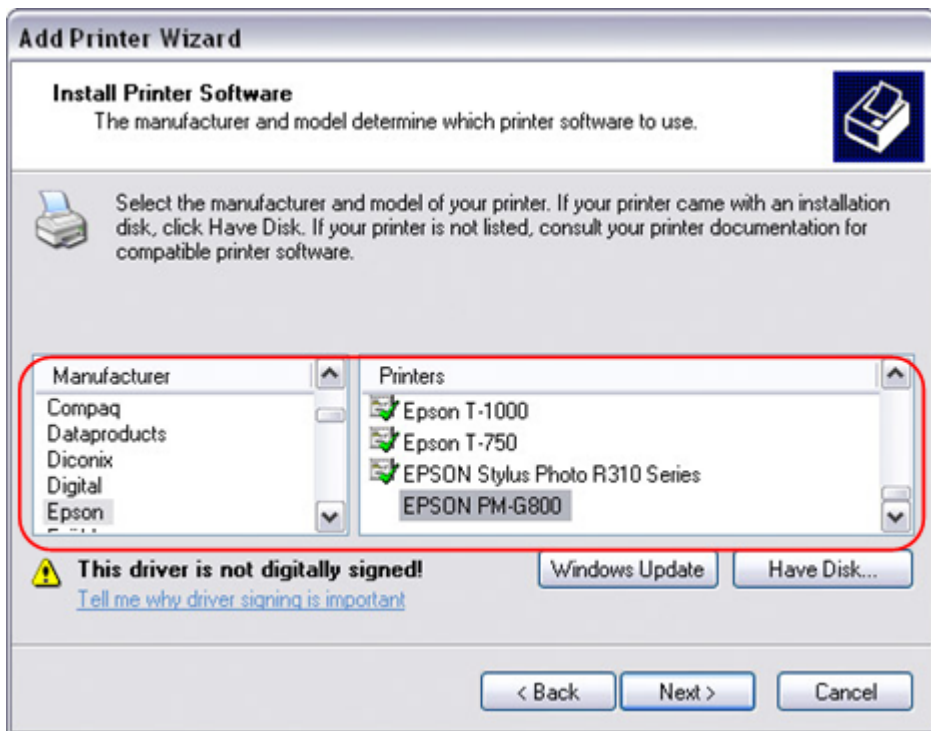 Add Printer Wizard
Install Printer Software
The manufacturer and model determine which printer software to use.
Select the manufacturer and model of your printer. If your printer came with an installation
disk, click Have Disk. If your printer is not listed, consult your printer documentation for
compatible printer software.
Manufacturer
Compaq
Dataproducts
Diconix
Digital
Epson
Printers
Epson T-1000
Epson T-750
EPSON Stylus Photo R310 Series
EPSON PM-G800
This driver is not digitally signed!
Tell me why driver signing is important
Windows Update
Have Disk...
< Back
Next >
Cancel